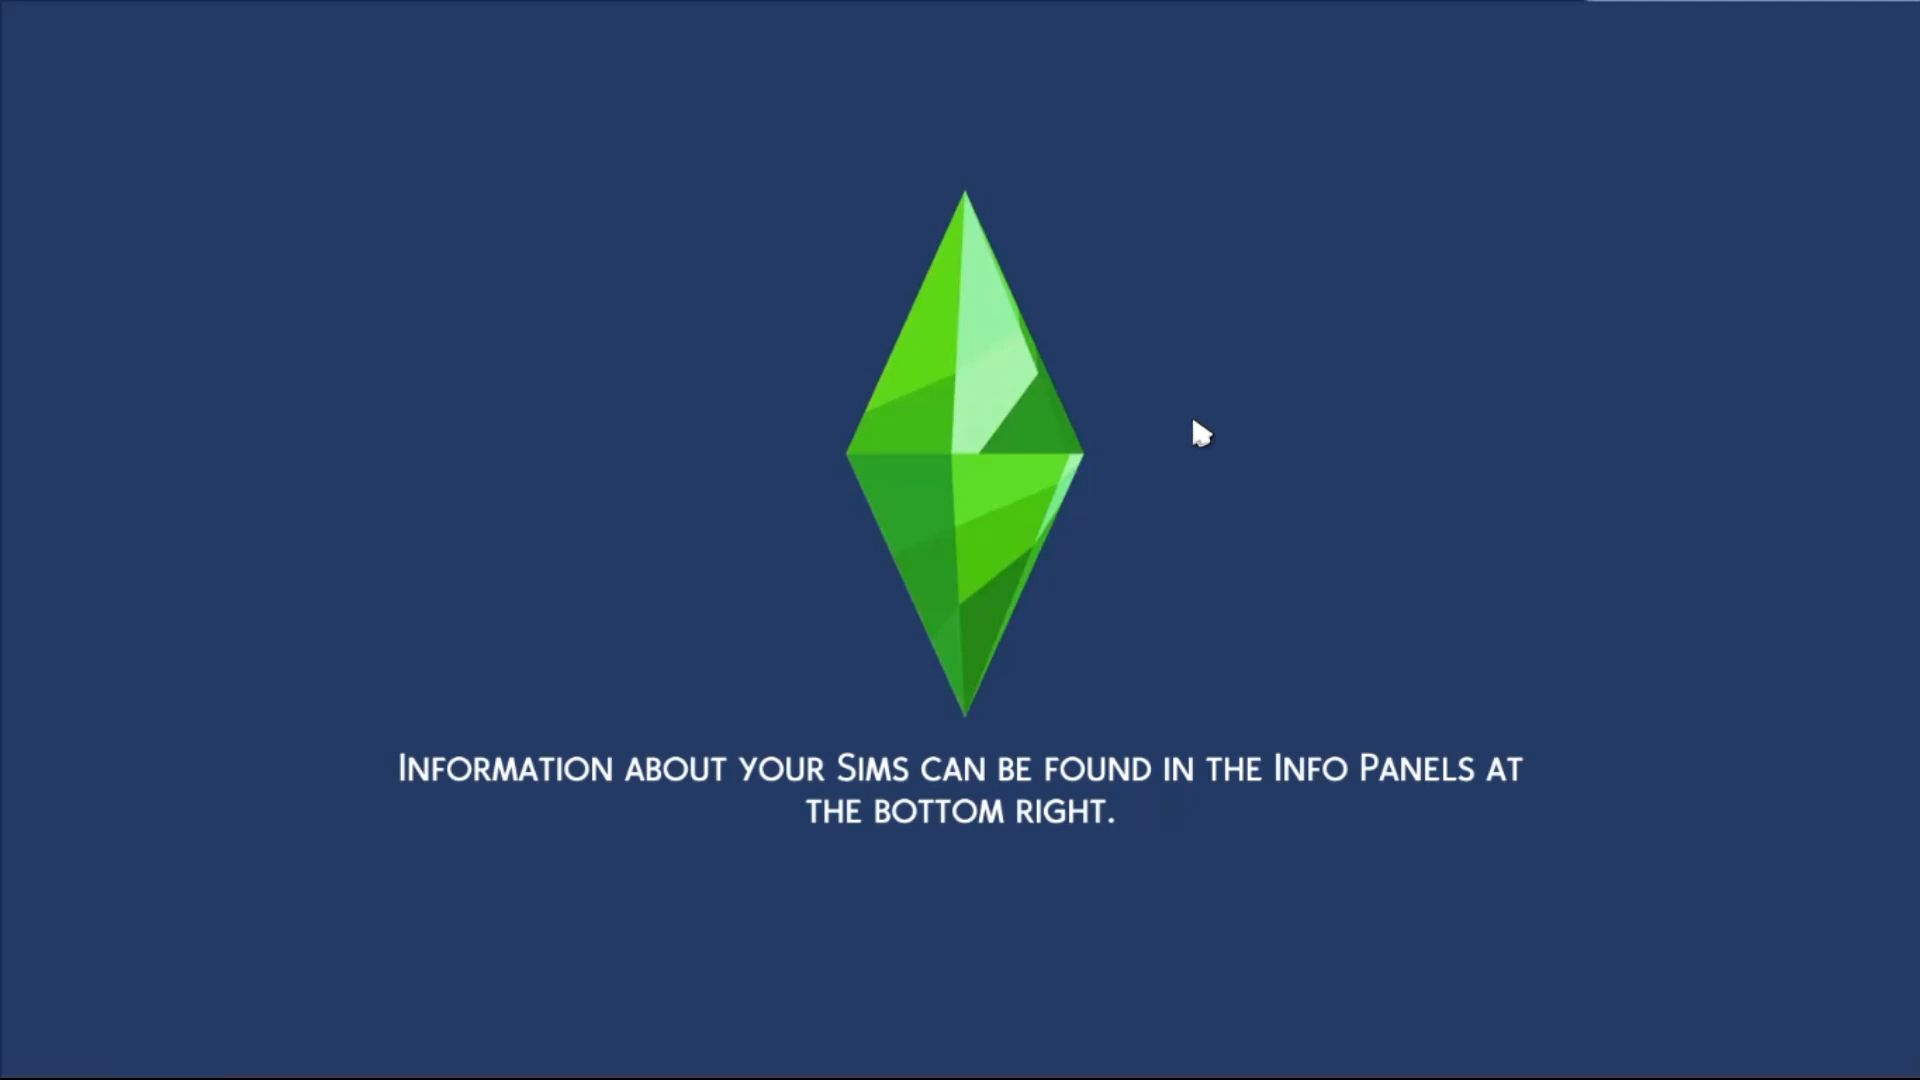 Information about your Sims can be found in the Info Panels at
the bottom right.